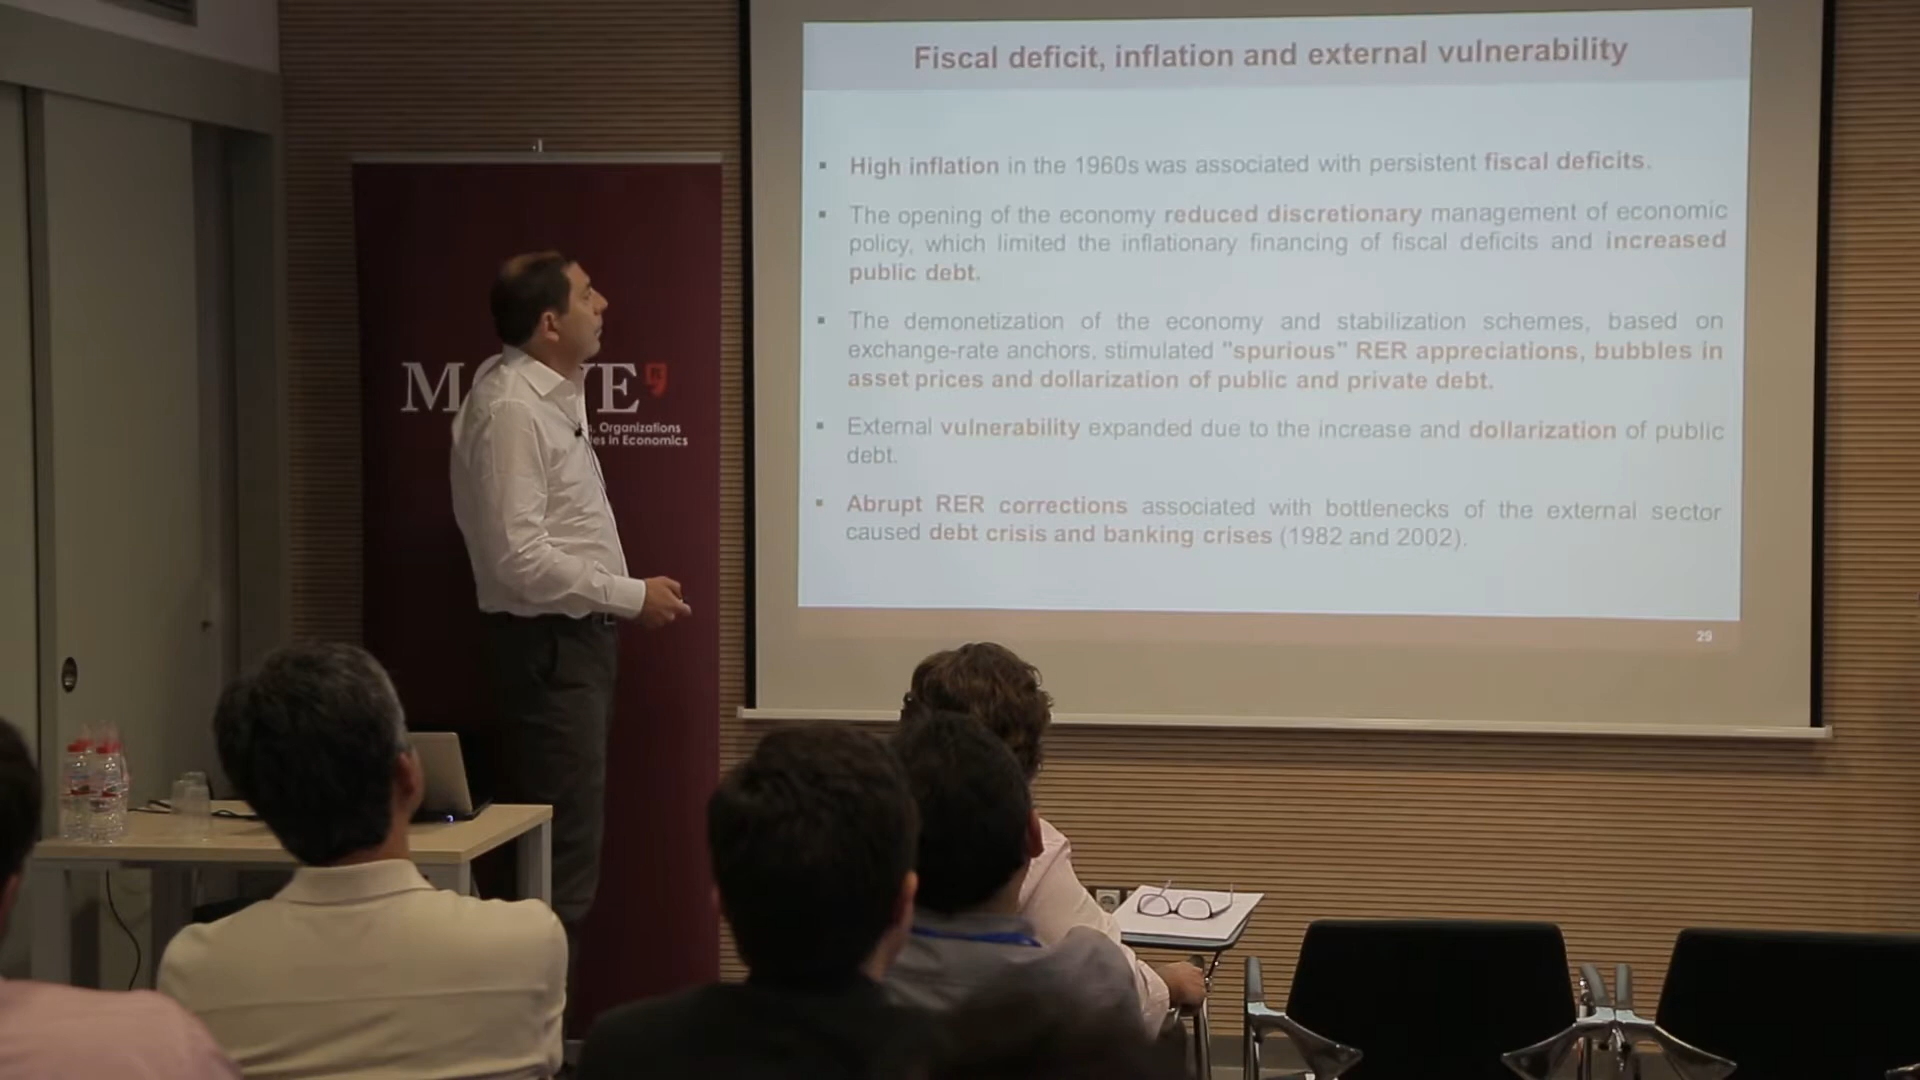 Fiscal deficit, inflation and external vulnerability
▪ High inflation in the 1960s was associated with persistent fiscal deficits.
▪ The opening of the economy reduced discretionary management of economic
policy, which limited the inflationary financing of fiscal deficits and increased
public debt.
▪ The demonetization of the economy and stabilization schemes, based on
exchange-rate anchors, stimulated "spurious" RER appreciations, bubbles in
asset prices and dollarization of public and private debt.
▪ External vulnerability expanded due to the increase and dollarization of public
debt.
▪ Abrupt RER corrections associated with bottlenecks of the external sector
caused debt crisis and banking crises (1982 and 2002).
29
Organizations
in Economics